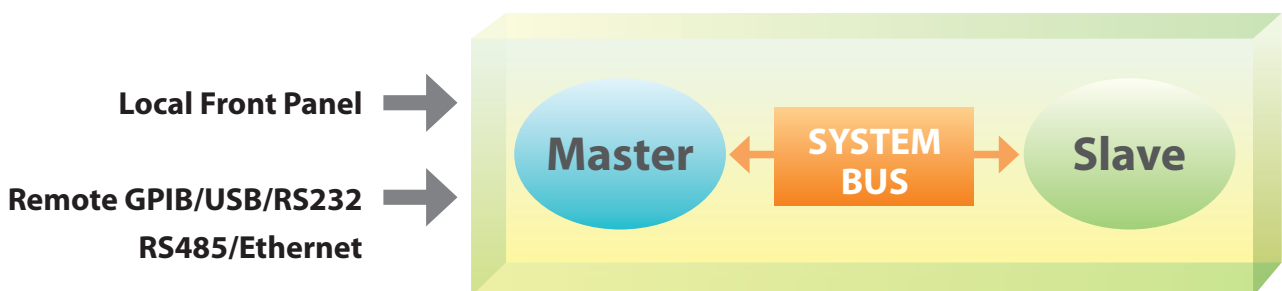 Local Front Panel
Remote GPIB/USB/RS232
RS485/Ethernet
Master
SYSTEM
BUS
Slave